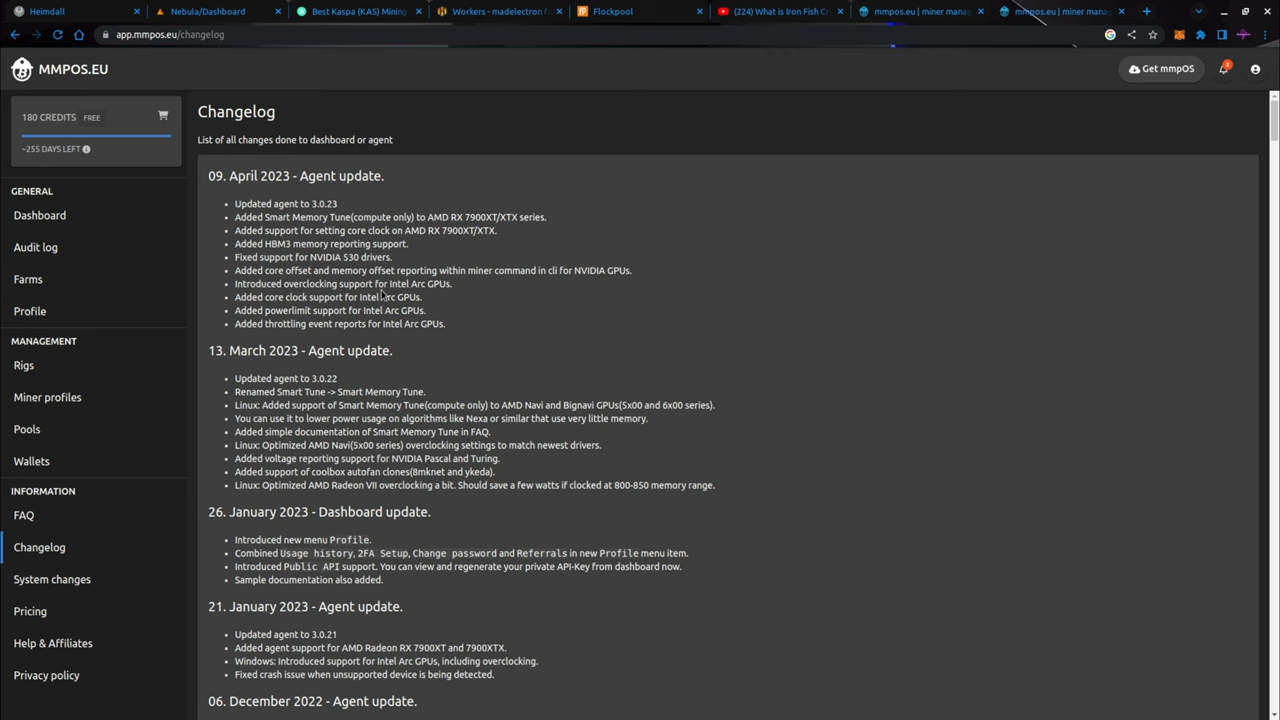 Heimdall
Nebula/Dashboard
Best Kaspa (KAS) Mining
Workers - madelectron f
Flockpool
(224) What is Iron Fish C
mmpos.eu | miner mana
mmpos.eu | miner mana
app.mmpos.eu/changelog
MMPOS.EU
Get mmpOS
2
180 CREDITS FREE
~255 DAYS LEFT
GENERAL
Dashboard
Audit log
Farms
Profile
MANAGEMENT
Rigs
Miner profiles
Pools
Wallets
INFORMATION
FAQ
Changelog
System changes
Pricing
Help & Affiliates
Privacy policy
Changelog
List of all changes done to dashboard or agent
09. April 2023 - Agent update.
• Updated agent to 3.0.23
• Added Smart Memory Tune(compute only) to AMD RX 7900XT/XTX series.
• Added support for setting core clock on AMD RX 7900XT/XTX.
• Added HBM3 memory reporting support.
• Fixed support for NVIDIA 530 drivers.
• Added core offset and memory offset reporting within miner command in cli for NVIDIA GPUs.
• Introduced overclocking support for Intel Arc GPUs.
• Added core clock support for Intel Arc GPUs.
• Added powerlimit support for Intel Arc GPUs.
• Added throttling event reports for Intel Arc GPUs.
13. March 2023 - Agent update.
• Updated agent to 3.0.22
• Renamed Smart Tune -> Smart Memory Tune.
• Linux: Added support of Smart Memory Tune(compute only) to AMD Navi and Bignavi GPUs(5x00 and 6x00 series).
• You can use it to lower power usage on algorithms like Nexa or similar that use very little memory.
• Added simple documentation of Smart Memory Tune in FAQ.
• Linux: Optimized AMD Navi(5x00 series) overclocking settings to match newest drivers.
• Added voltage reporting support for NVIDIA Pascal and Turing.
• Added support of coolbox autofan clones(8mknet and ykeda).
• Linux: Optimized AMD Radeon VII overclocking a bit. Should save a few watts if clocked at 800-850 memory range.
26. January 2023 - Dashboard update.
• Introduced new menu Profile.
• Combined Usage history, 2FA Setup, Change password and Referrals in new Profile menu item.
• Introduced Public API support. You can view and regenerate your private API-Key from dashboard now.
• Sample documentation also added.
21. January 2023 - Agent update.
• Updated agent to 3.0.21
• Added agent support for AMD Radeon RX 7900XT and 7900XTX.
• Windows: Introduced support for Intel Arc GPUs, including overclocking.
• Fixed crash issue when unsupported device is being detected.
06. December 2022 - Agent update.